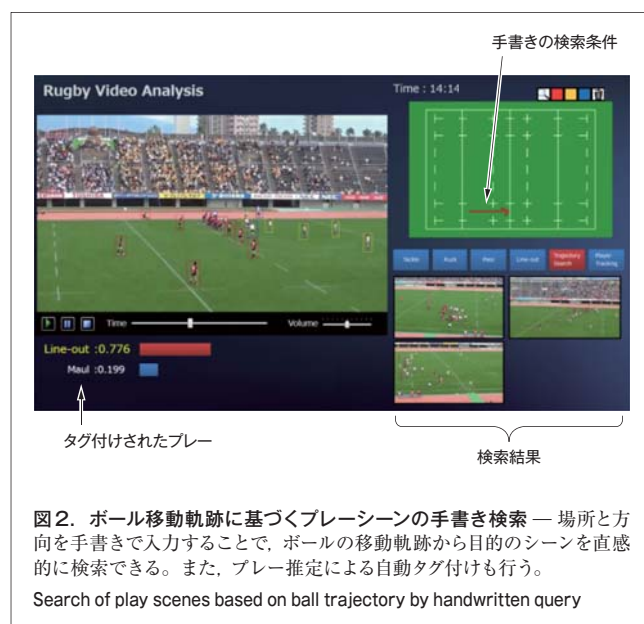 手書きの検索条件
Rugby Video Analysis
Time : 14:14
Tackle
Ruck
Pass
Line-out
Trajectory
Search
Player
Tracking
Time
Volume
Line-out :0.776
Maul :0.199
タグ付けされたプレー
検索結果
図2. ボール移動軌跡に基づくプレーシーンの手書き検索 — 場所と方
向を手書きで入力することで, ボールの移動軌跡から目的のシーンを直感
的に検索できる。また, プレー推定による自動タグ付けも行う。
Search of play scenes based on ball trajectory by handwritten query